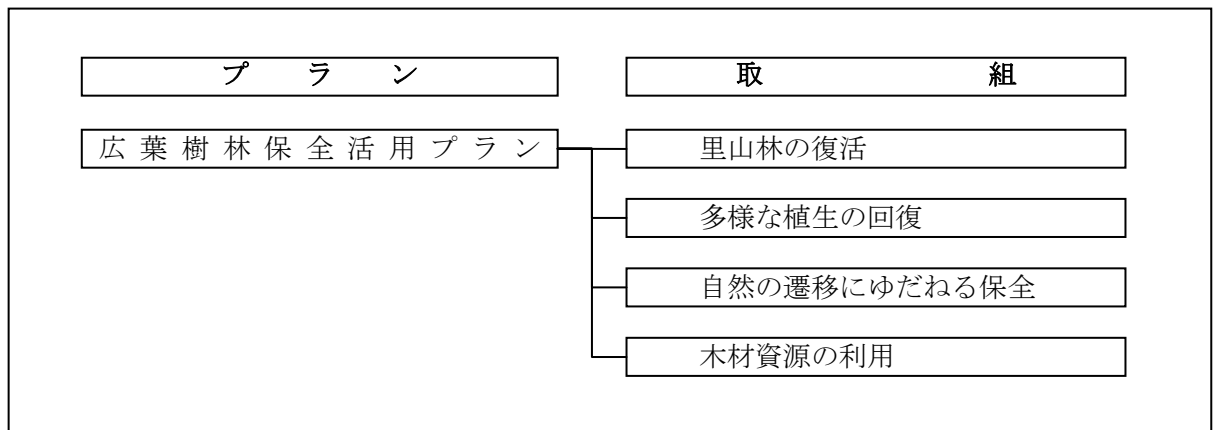 プラン
取組
広葉樹林保全活用プラン
里山林の復活
多様な植生の回復
自然の遷移にゆだねる保全
木材資源の利用